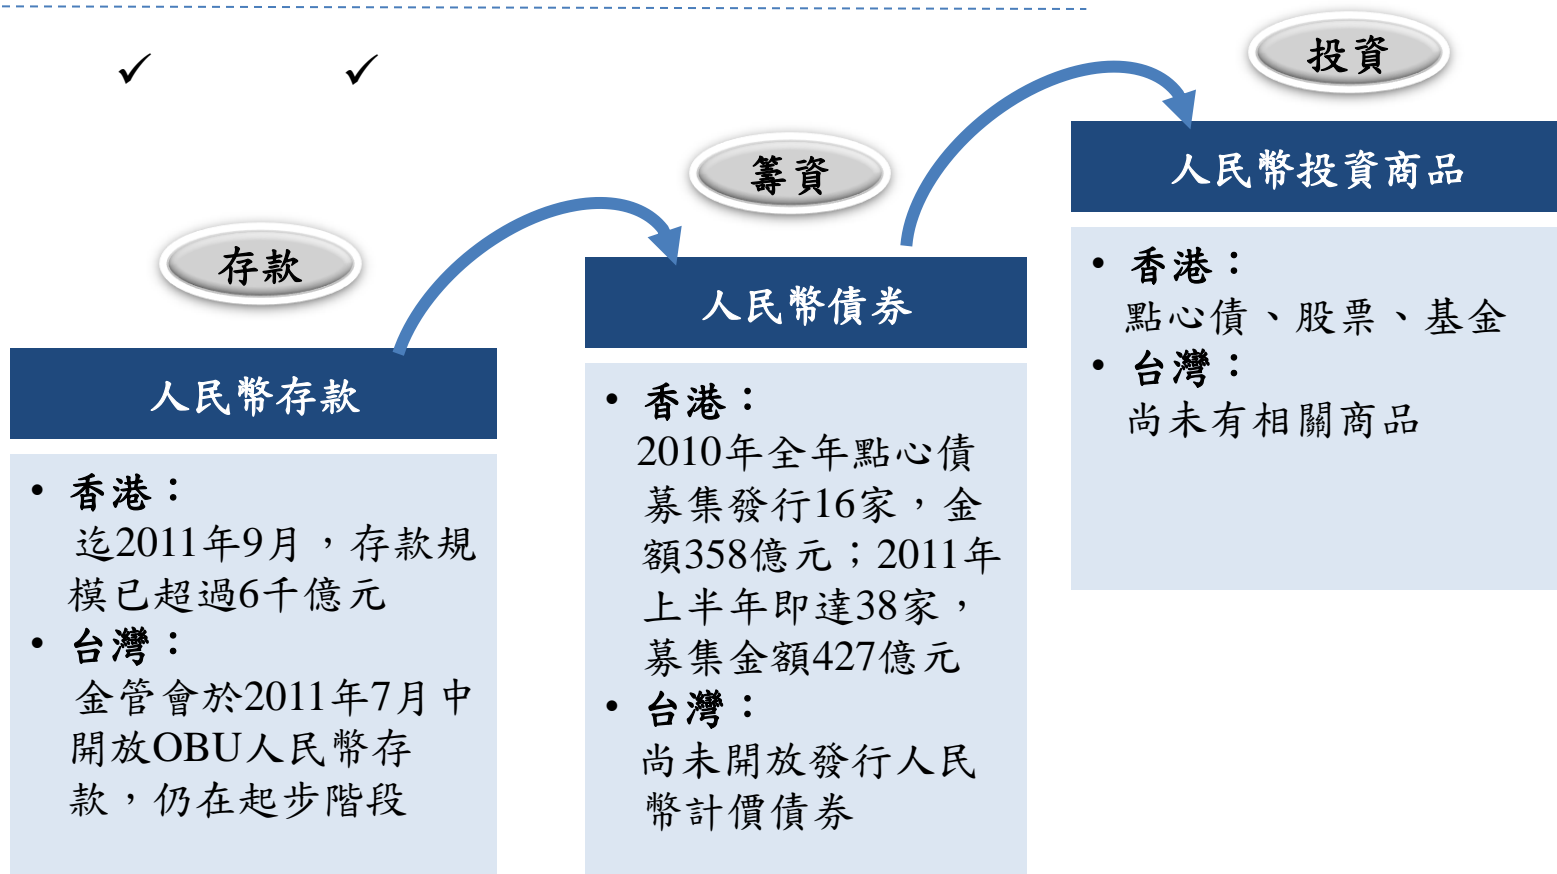 ✓ ✓
存款
人民幣存款
• 香港：
迄2011年9月，存款規
模已超過6千億元
• 台灣：
金管會於2011年7月中
開放OBU人民幣存
款，仍在起步階段
籌資
人民幣債券
• 香港：
2010年全年點心債
募集發行16家，金
額358億元；2011年
上半年即達38家，
募集金額427億元
• 台灣：
尚未開放發行人民
幣計價債券
投資
人民幣投資商品
• 香港：
點心債、股票、基金
• 台灣：
尚未有相關商品